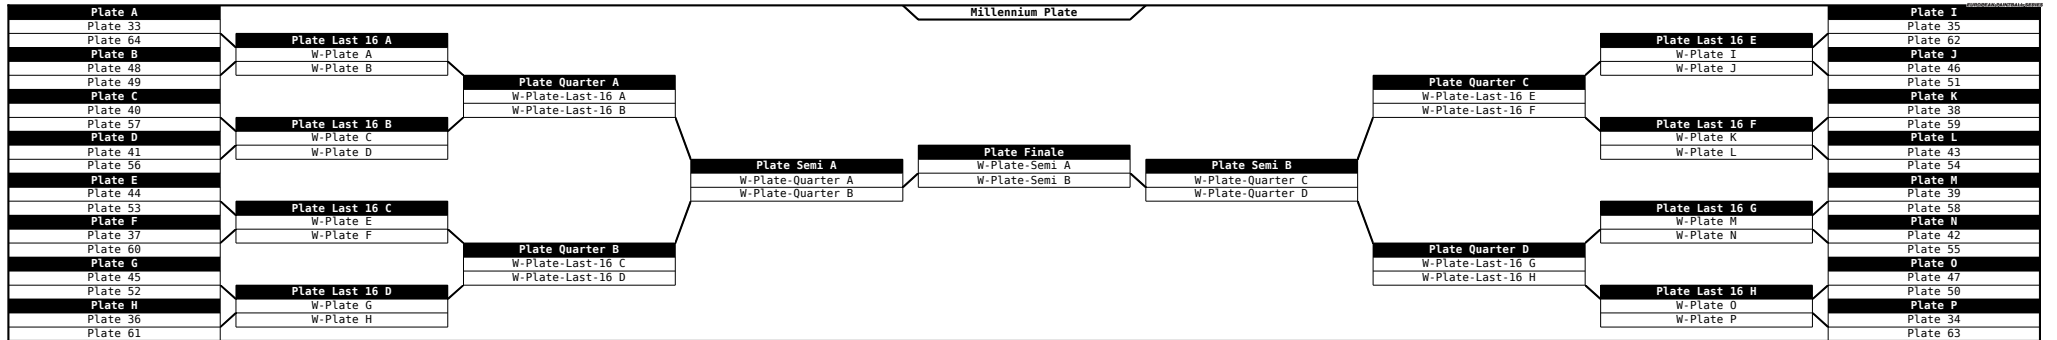 Millennium Plate
Plate A
Plate 33
Plate 64
Plate B
Plate 48
Plate 49
Plate C
Plate 40
Plate 57
Plate D
Plate 41
Plate 56
Plate E
Plate 44
Plate 53
Plate F
Plate 37
Plate 60
Plate G
Plate 45
Plate 52
Plate H
Plate 36
Plate 61
Plate Last 16 A
W-Plate A
W-Plate B
Plate Last 16 B
W-Plate C
W-Plate D
Plate Last 16 C
W-Plate E
W-Plate F
Plate Last 16 D
W-Plate G
W-Plate H
Plate Quarter A
W-Plate-Last-16 A
W-Plate-Last-16 B
Plate Quarter B
W-Plate-Last-16 C
W-Plate-Last-16 D
Plate Semi A
W-Plate-Quarter A
W-Plate-Quarter B
Plate Finale
W-Plate-Semi A
W-Plate-Semi B
Plate Semi B
W-Plate-Quarter C
W-Plate-Quarter D
Plate Quarter C
W-Plate-Last-16 E
W-Plate-Last-16 F
Plate Quarter D
W-Plate-Last-16 G
W-Plate-Last-16 H
Plate Last 16 E
W-Plate I
W-Plate J
Plate Last 16 F
W-Plate K
W-Plate L
Plate Last 16 G
W-Plate M
W-Plate N
Plate Last 16 H
W-Plate O
W-Plate P
Plate I
Plate 35
Plate 62
Plate J
Plate 46
Plate 51
Plate K
Plate 38
Plate 59
Plate L
Plate 43
Plate 54
Plate M
Plate 39
Plate 58
Plate N
Plate 42
Plate 55
Plate O
Plate 47
Plate 50
Plate P
Plate 34
Plate 63